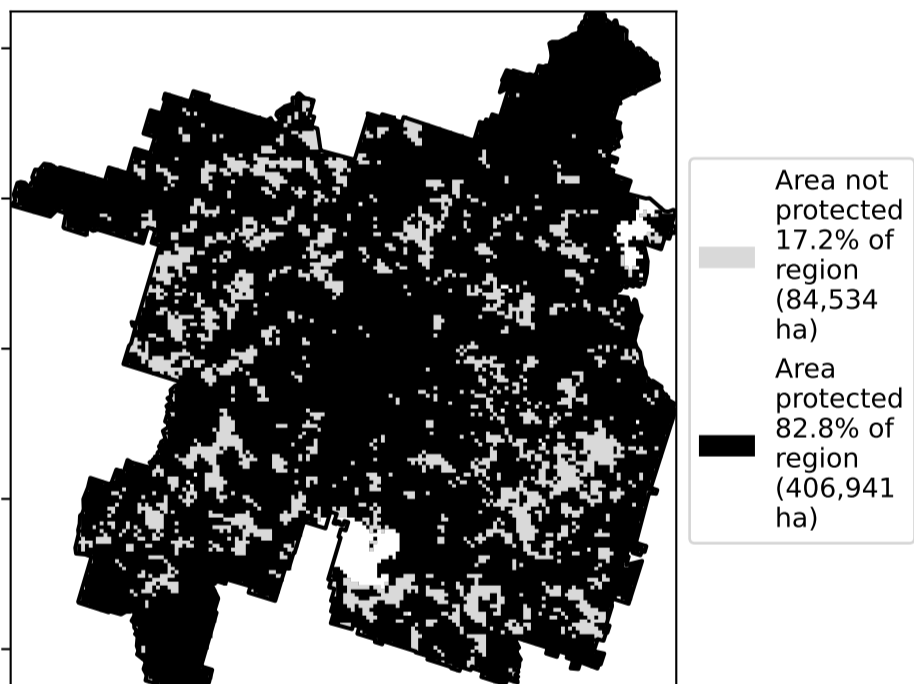 Area not
protected
17.2% of
region
(84,534
ha)
Area
protected
82.8% of
region
(406,941
ha)